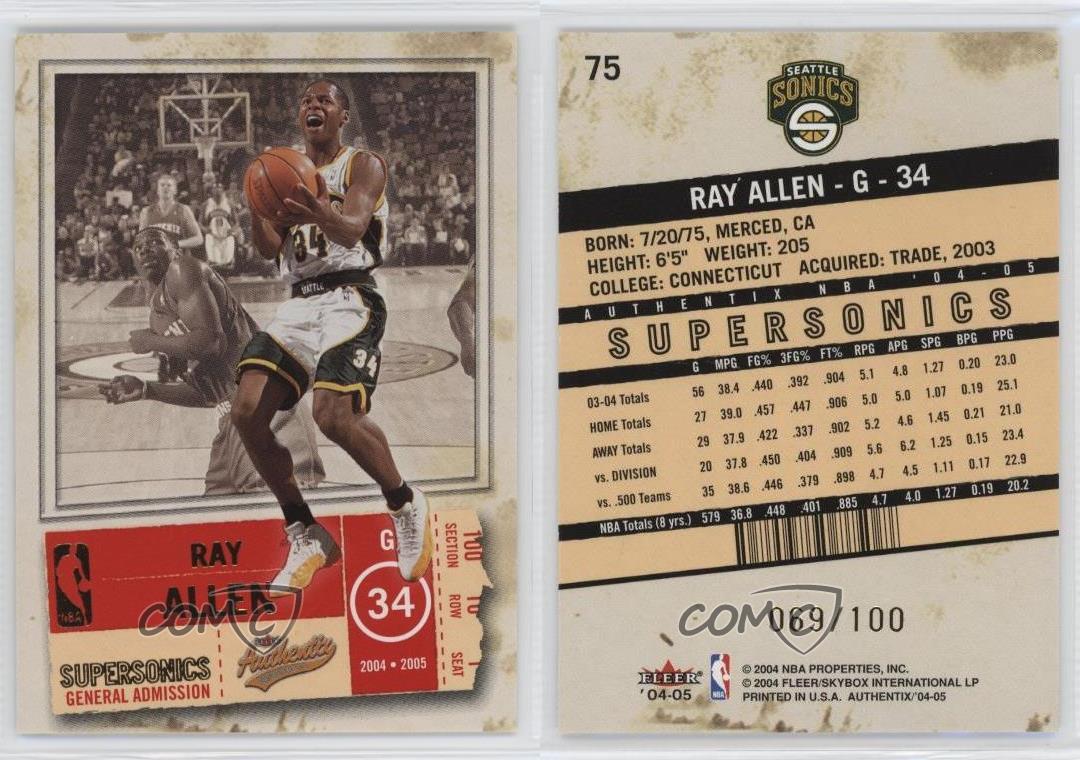 34
SEATTLE
34
RAY
ALLEN
G
34
2004 • 2005
SECTION 100
ROW
SEAT
NBA
SUPERSONICS
GENERAL ADMISSION
Authentix
COMC
75
SEATTLE
SONICS
RAY ALLEN - G - 34
BORN: 7/20/75, MERCED, CA
HEIGHT: 6'5" WEIGHT: 205
COLLEGE: CONNECTICUT ACQUIRED: TRADE, 2003
AUTHENTIX NBA '04-05
SUPERSONICS
G MPG FG% 3FG% FT% RPG APG SPG BPG PPG
03-04 Totals 56 38.4 .440 .392 .904 5.1 4.8 1.27 0.20 23.0
HOME Totals 27 39.0 .457 .447 .906 5.0 5.0 1.07 0.19 25.1
AWAY Totals 29 37.9 .422 .337 .902 5.2 4.6 1.45 0.21 21.0
vs. DIVISION 20 37.8 .450 .404 .909 5.6 6.2 1.25 0.15 23.4
vs. .500 Teams 35 38.6 .446 .379 .898 4.7 4.5 1.11 0.17 22.9
NBA Totals (8 yrs.) 579 36.8 .448 .401 .885 4.7 4.0 1.27 0.19 20.2
069/100
COMC
FLEER
'04-05
NBA
© 2004 NBA PROPERTIES, INC.
© 2004 FLEER/SKYBOX INTERNATIONAL LP
PRINTED IN U.S.A. AUTHENTIX '04-05